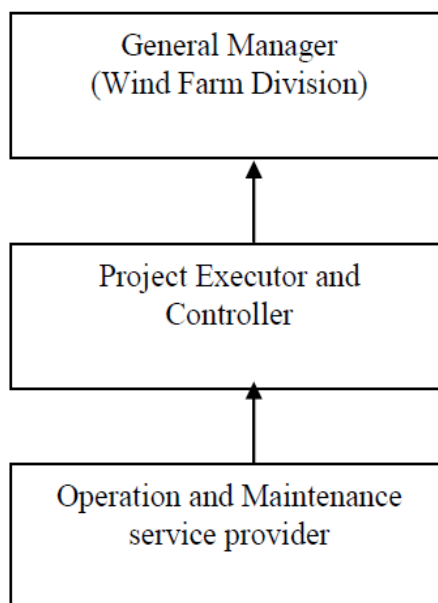 General Manager
(Wind Farm Division)
Project Executor and
Controller
Operation and Maintenance
service provider